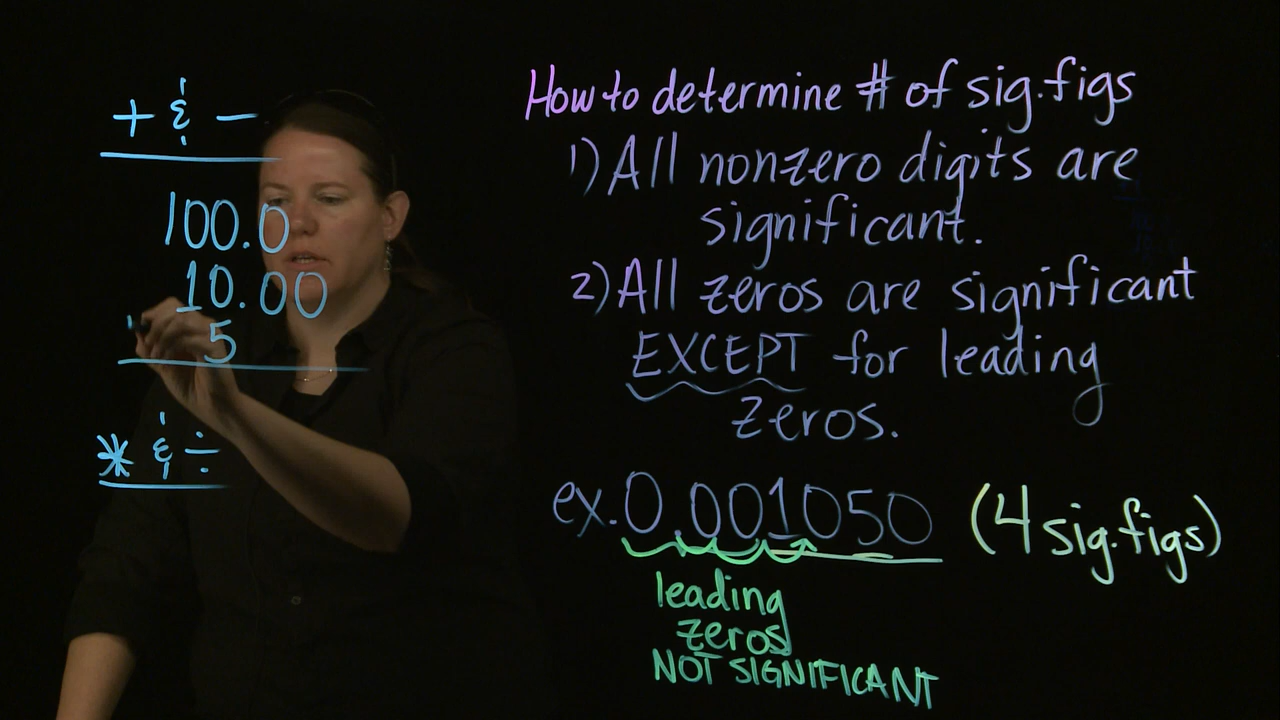 + & −
100.0
10.00
5
* & ÷
How to determine # of sig.figs
1) All nonzero digits are
significant.
2) All zeros are significant
EXCEPT for leading
zeros.
ex. 0.001050 (4 sig.figs)
leading
zeros
NOT SIGNIFICANT